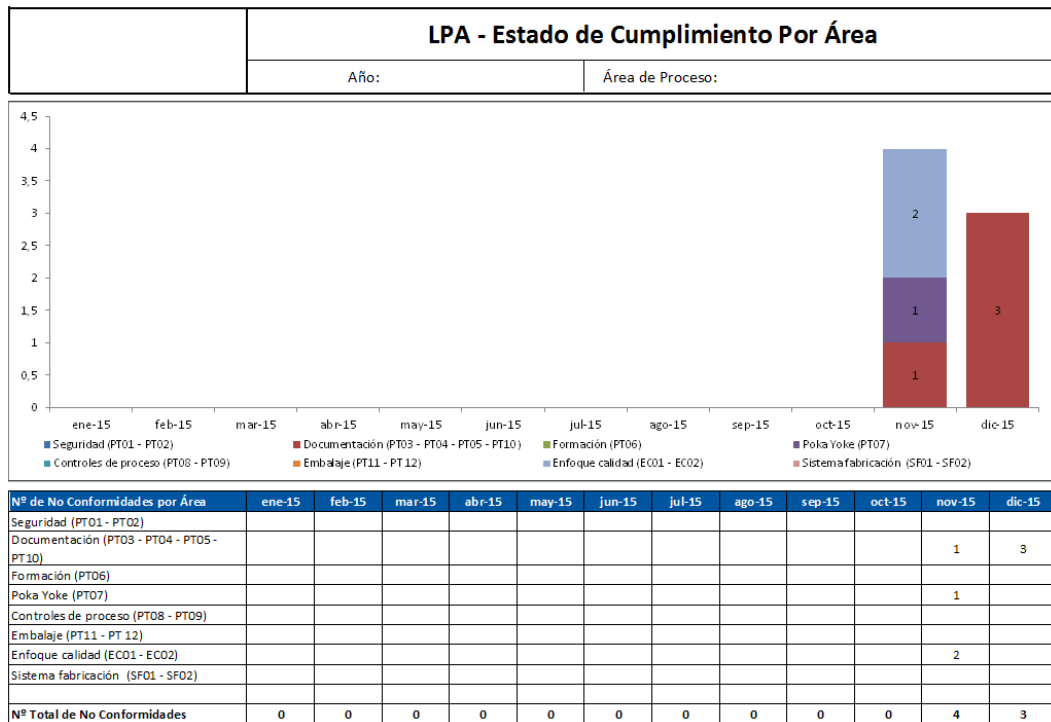 LPA - Estado de Cumplimiento Por Área
Año:
Área de Proceso:
4,5
4
3,5
3
2,5
2
1,5
1
0,5
0
2
1
1
3
ene-15 feb-15 mar-15 abr-15 may-15 jun-15 jul-15 ago-15 sep-15 oct-15 nov-15 dic-15
Seguridad (PT01 - PT02) Documentación (PT03 - PT04 - PT05 - PT10) Formación (PT06) Poka Yoke (PT07)
Controles de proceso (PT08 - PT09) Embalaje (PT11 - PT 12) Enfoque calidad (EC01 - EC02) Sistema fabricación (SF01 - SF02)
Nº de No Conformidades por Área ene-15 feb-15 mar-15 abr-15 may-15 jun-15 jul-15 ago-15 sep-15 oct-15 nov-15 dic-15
Seguridad (PT01 - PT02)
Documentación (PT03 - PT04 - PT05 -
PT10) 1 3
Formación (PT06)
Poka Yoke (PT07) 1
Controles de proceso (PT08 - PT09)
Embalaje (PT11 - PT 12)
Enfoque calidad (EC01 - EC02) 2
Sistema fabricación (SF01 - SF02)
Nº Total de No Conformidades 0 0 0 0 0 0 0 0 0 0 4 3